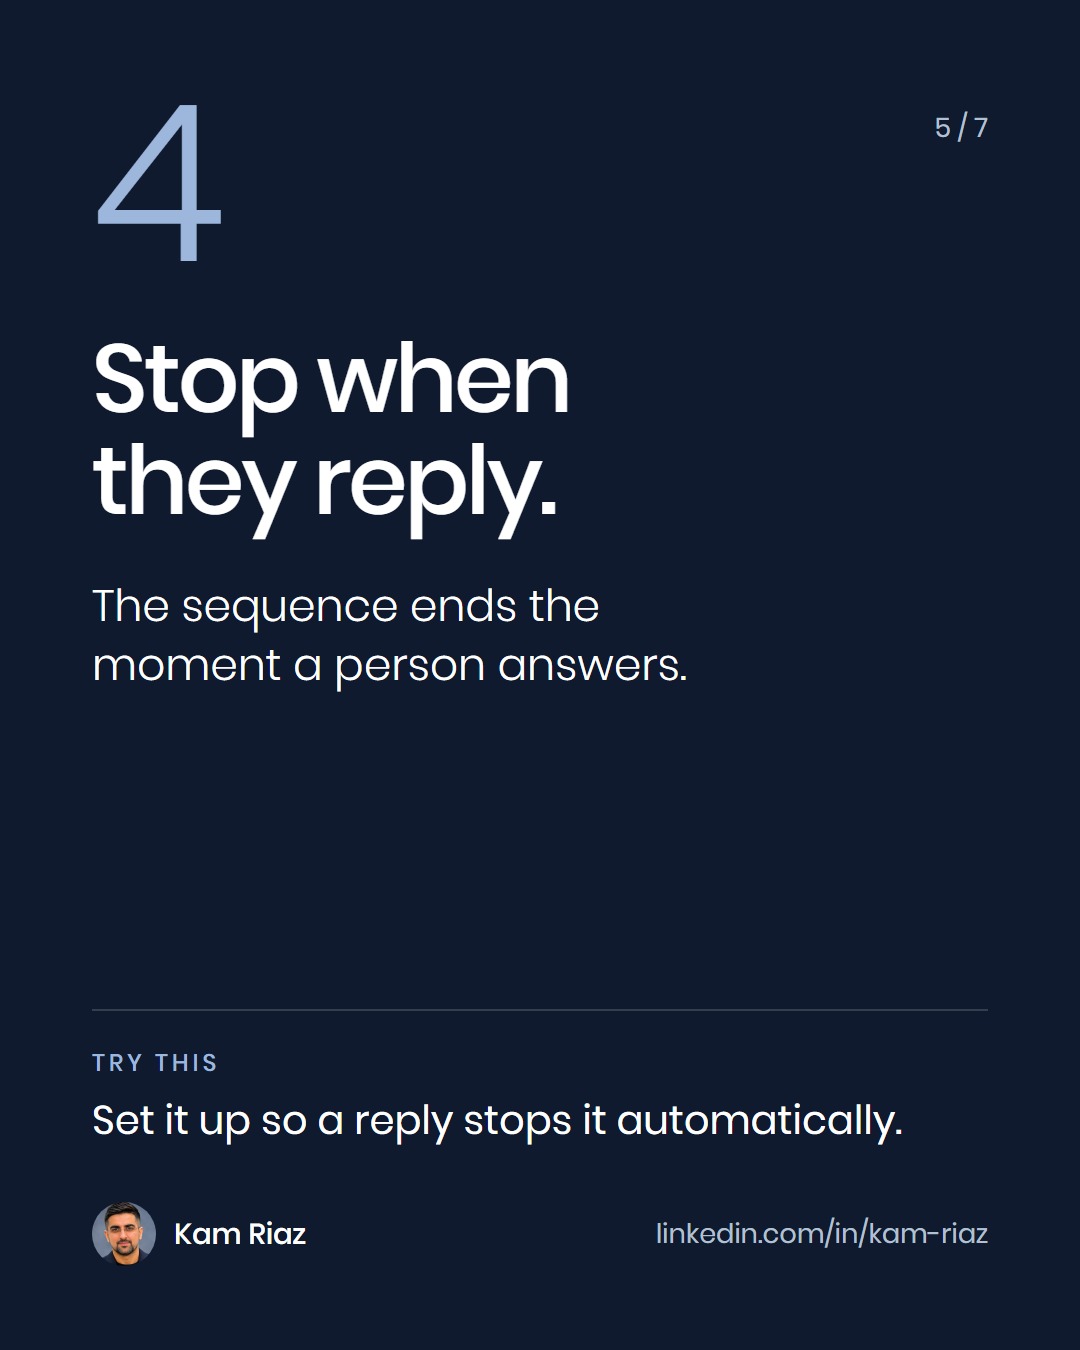 4
5 / 7
Stop when
they reply.
The sequence ends the
moment a person answers.
TRY THIS
Set it up so a reply stops it automatically.
Kam Riaz
linkedin.com/in/kam-riaz